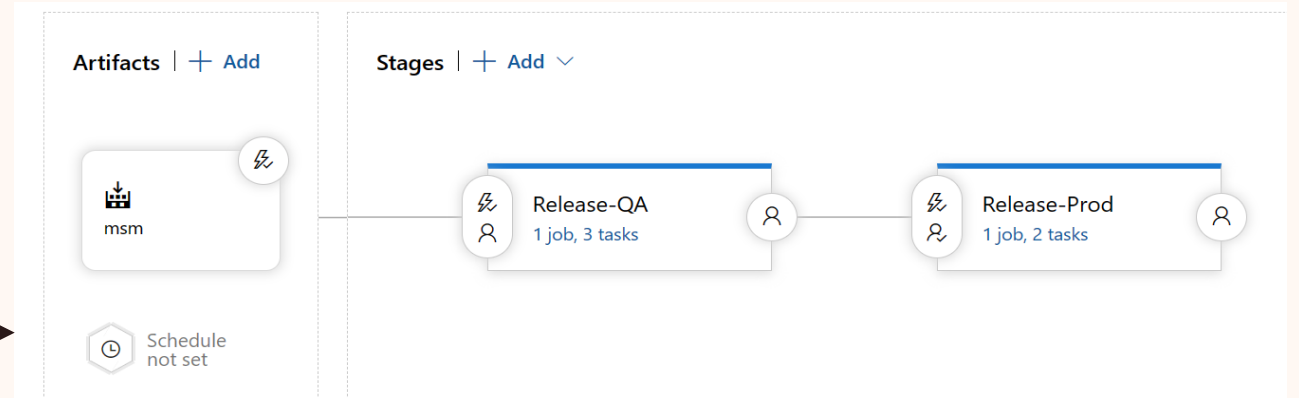 Artifacts | + Add
msm
Schedule
not set
Stages | + Add
Release-QA
1 job, 3 tasks
Release-Prod
1 job, 2 tasks